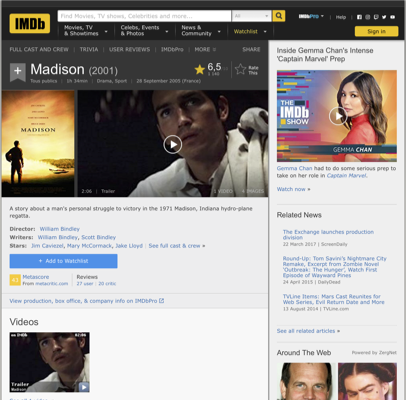 IMDb
Find Movies, TV shows, Celebrities and more...
All
IMDbPro
Help
Movies, TV & Showtimes
Celebs, Events & Photos
News & Community
Watchlist
Sign in
FULL CAST AND CREW | TRIVIA | USER REVIEWS | IMDbPro | MORE
SHARE
Madison (2001)
6,5
Rate This
Tous publics | 1h 34min | Drama, Sport | 28 September 2005 (France)
MADISON
2:06 | Trailer
1 VIDEO | 4 IMAGES
A story about a man's personal struggle to victory in the 1971 Madison, Indiana hydro-plane regatta.
Director: William Bindley
Writers: William Bindley, Scott Bindley
Stars: Jim Caviezel, Mary McCormack, Jake Lloyd | See full cast & crew »
+ Add to Watchlist
Metascore
From metacritic.com
Reviews
27 user | 20 critic
View production, box office, & company info on IMDbPro
Videos
Trailer
Inside Gemma Chan's Intense 'Captain Marvel' Prep
THE IMDb SHOW
GEMMA CHAN
Gemma Chan had to do some serious prep to take on her role in Captain Marvel.
Watch now »
Related News
The Exchange launches production division
22 March 2017 | ScreenDaily
Round-Up: Tom Savini's Nightmare City Remake, Excerpt from Zombie Novel 'Outbreak: The Hunger', Watch First Episode of Wayward Pines
24 April 2015 | DailyDead
TVLine Items: Mars Cast Reunites for Web Series, Evil Return Date and More
13 August 2014 | TVLine.com
See all related articles »
Around The Web
Powered by ZergNet